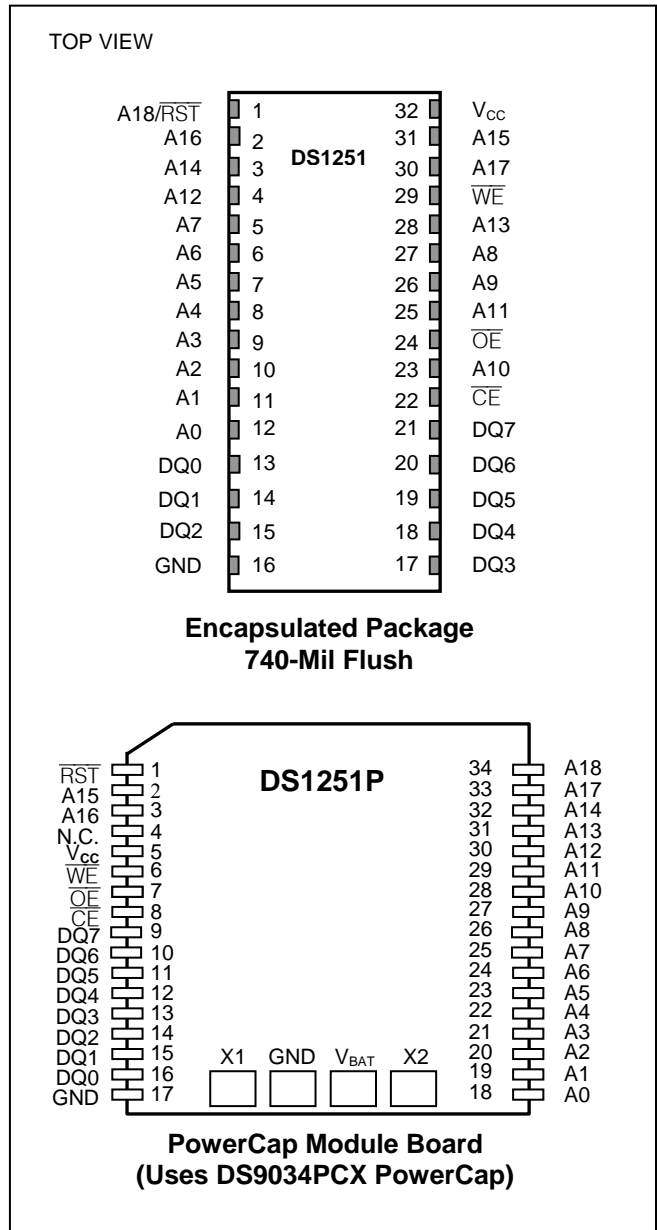 TOP VIEW
A18/RST 1 32 VCC
A16 2 31 A15
DS1251
A14 3 30 A17
A12 4 29 WE
A7 5 28 A13
A6 6 27 A8
A5 7 26 A9
A4 8 25 A11
A3 9 24 OE
A2 10 23 A10
A1 11 22 CE
A0 12 21 DQ7
DQ0 13 20 DQ6
DQ1 14 19 DQ5
DQ2 15 18 DQ4
GND 16 17 DQ3
Encapsulated Package
740-Mil Flush
DS1251P
RST 1 34 A18
A15 2 33 A17
A16 3 32 A14
N.C. 4 31 A13
VCC 5 30 A12
WE 6 29 A11
OE 7 28 A10
CE 8 27 A9
DQ7 9 26 A8
DQ6 10 25 A7
DQ5 11 24 A6
DQ4 12 23 A5
DQ3 13 22 A4
DQ2 14 21 A3
DQ1 15 20 A2
DQ0 16 19 A1
GND 17 18 A0
X1 GND VBAT X2
PowerCap Module Board
(Uses DS9034PCX PowerCap)